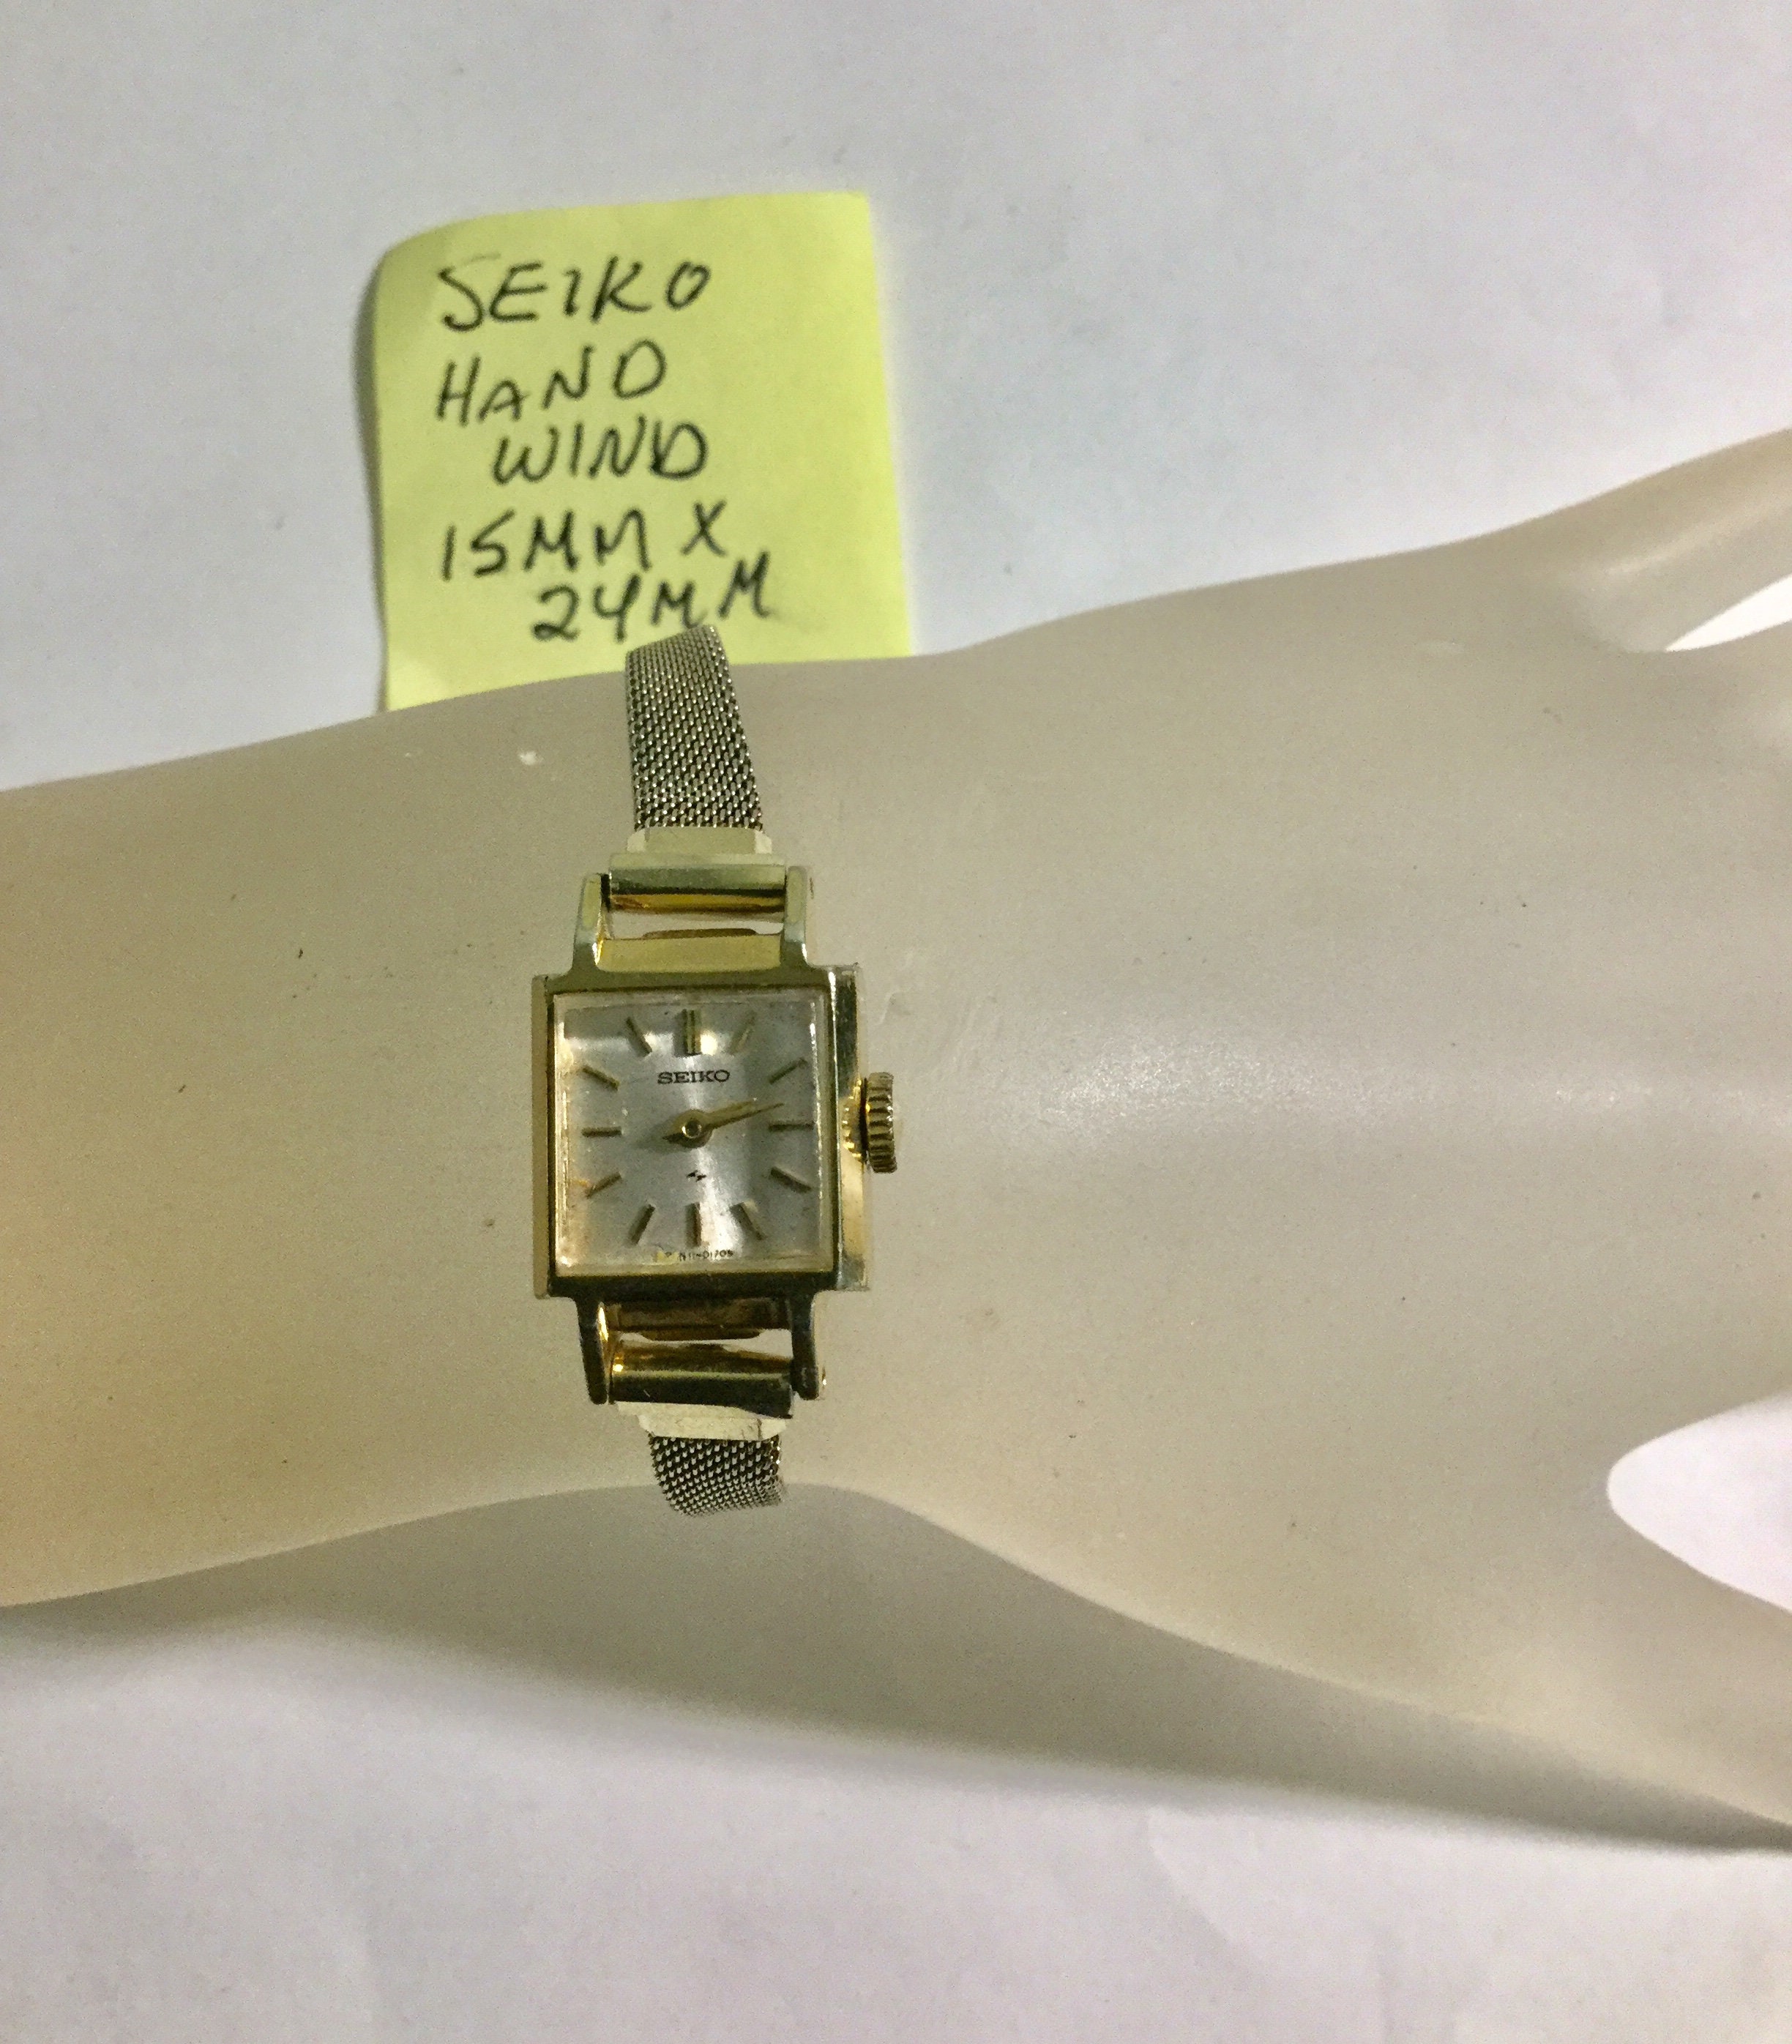 SEIKO
HAND
WIND
15MM X
24MM
SEIKO